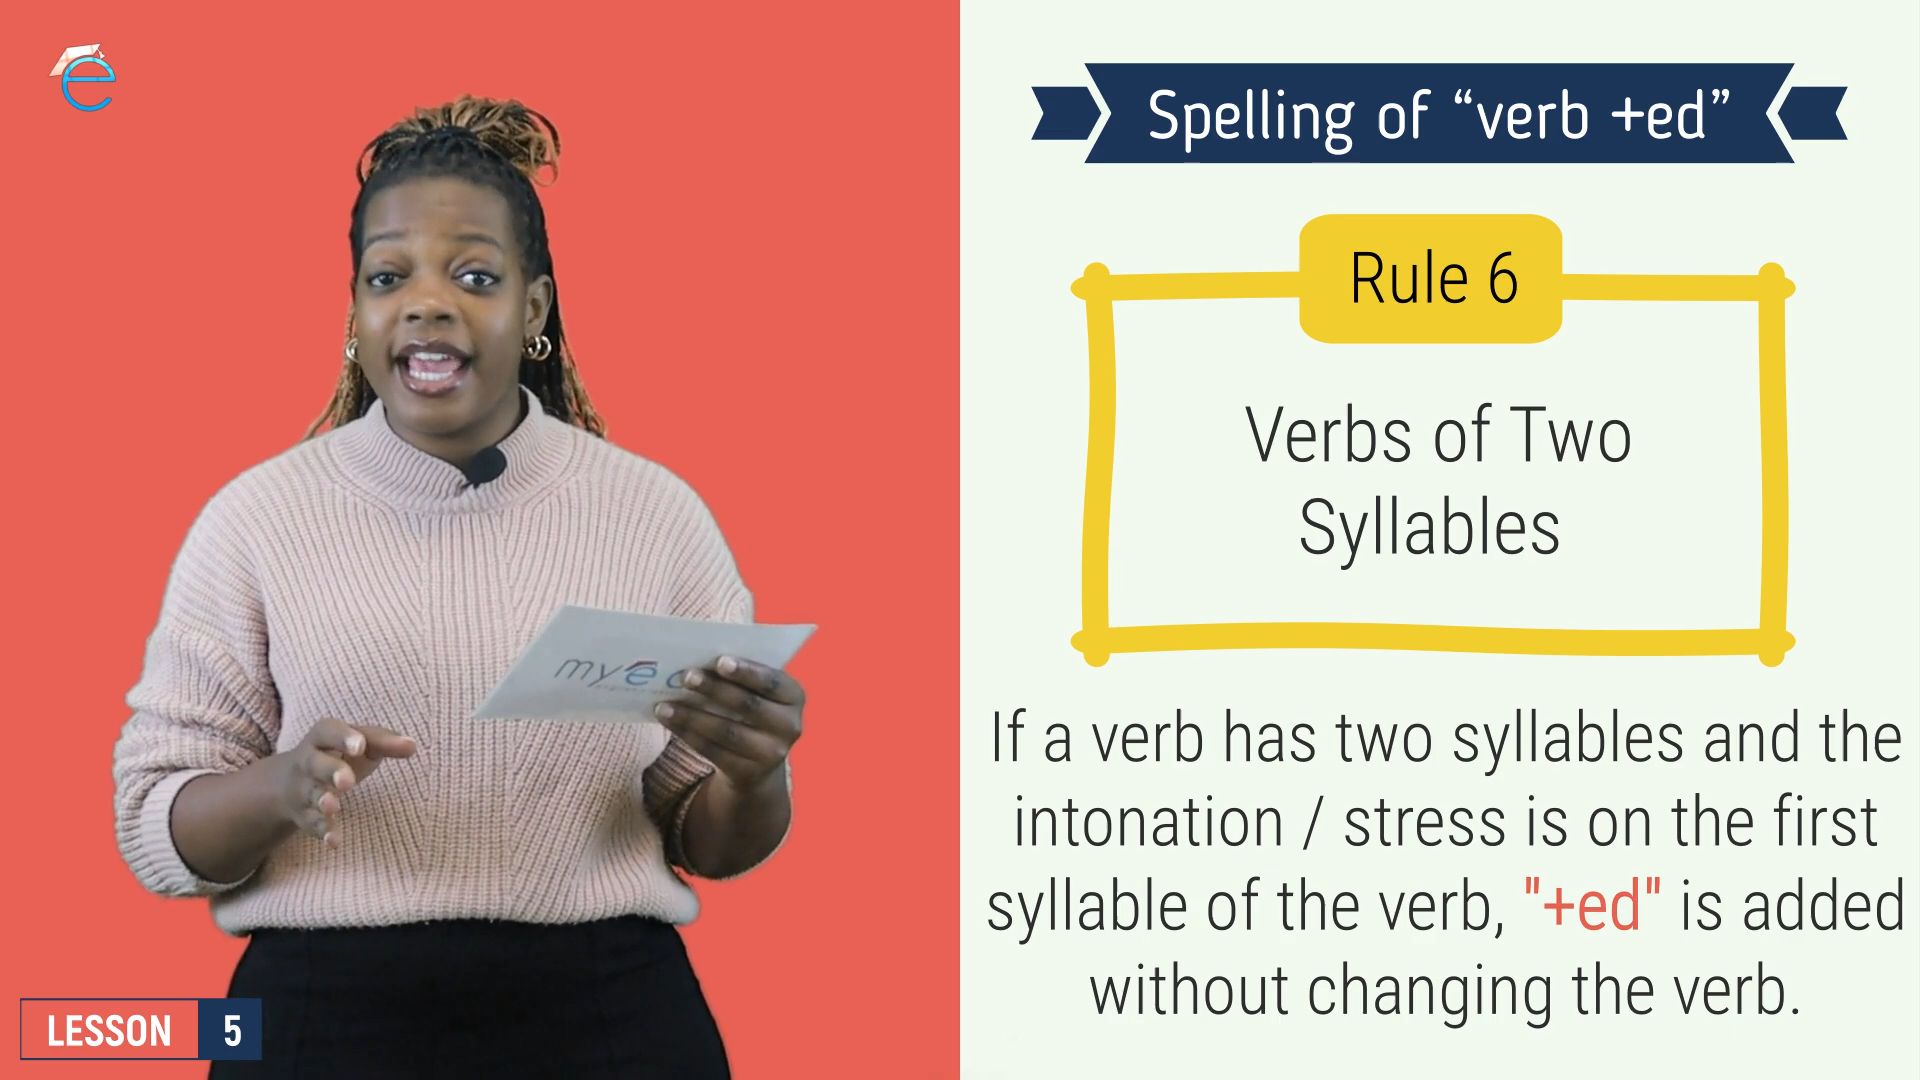 Spelling of “verb +ed”
Rule 6
Verbs of Two
Syllables
If a verb has two syllables and the
intonation / stress is on the first
syllable of the verb, "+ed" is added
without changing the verb.
mye
LESSON 5